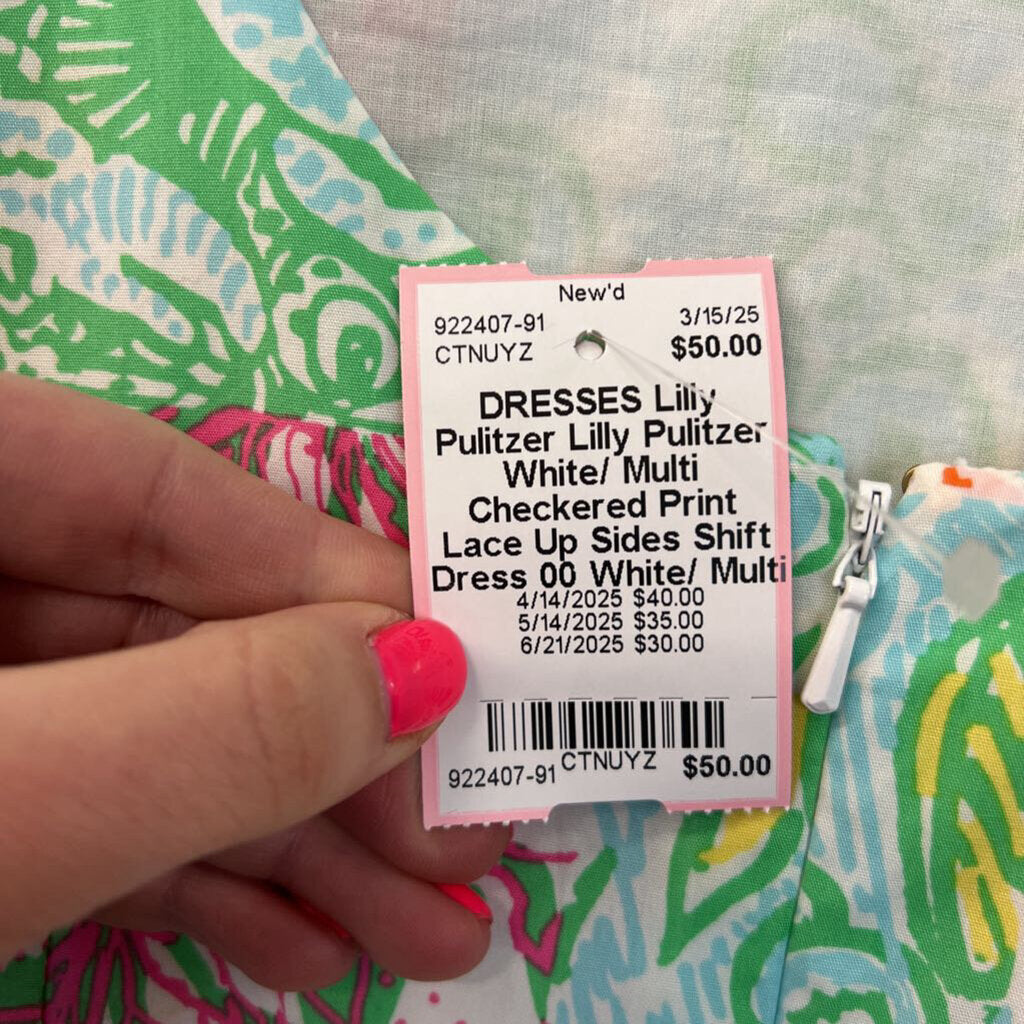 New'd
922407-91 3/15/25
CTNUYZ $50.00
DRESSES Lilly
Pulitzer Lilly Pulitzer
White/ Multi
Checkered Print
Lace Up Sides Shift
Dress 00 White/ Multi
4/14/2025 $40.00
5/14/2025 $35.00
6/21/2025 $30.00
922407-91 CTNUYZ $50.00